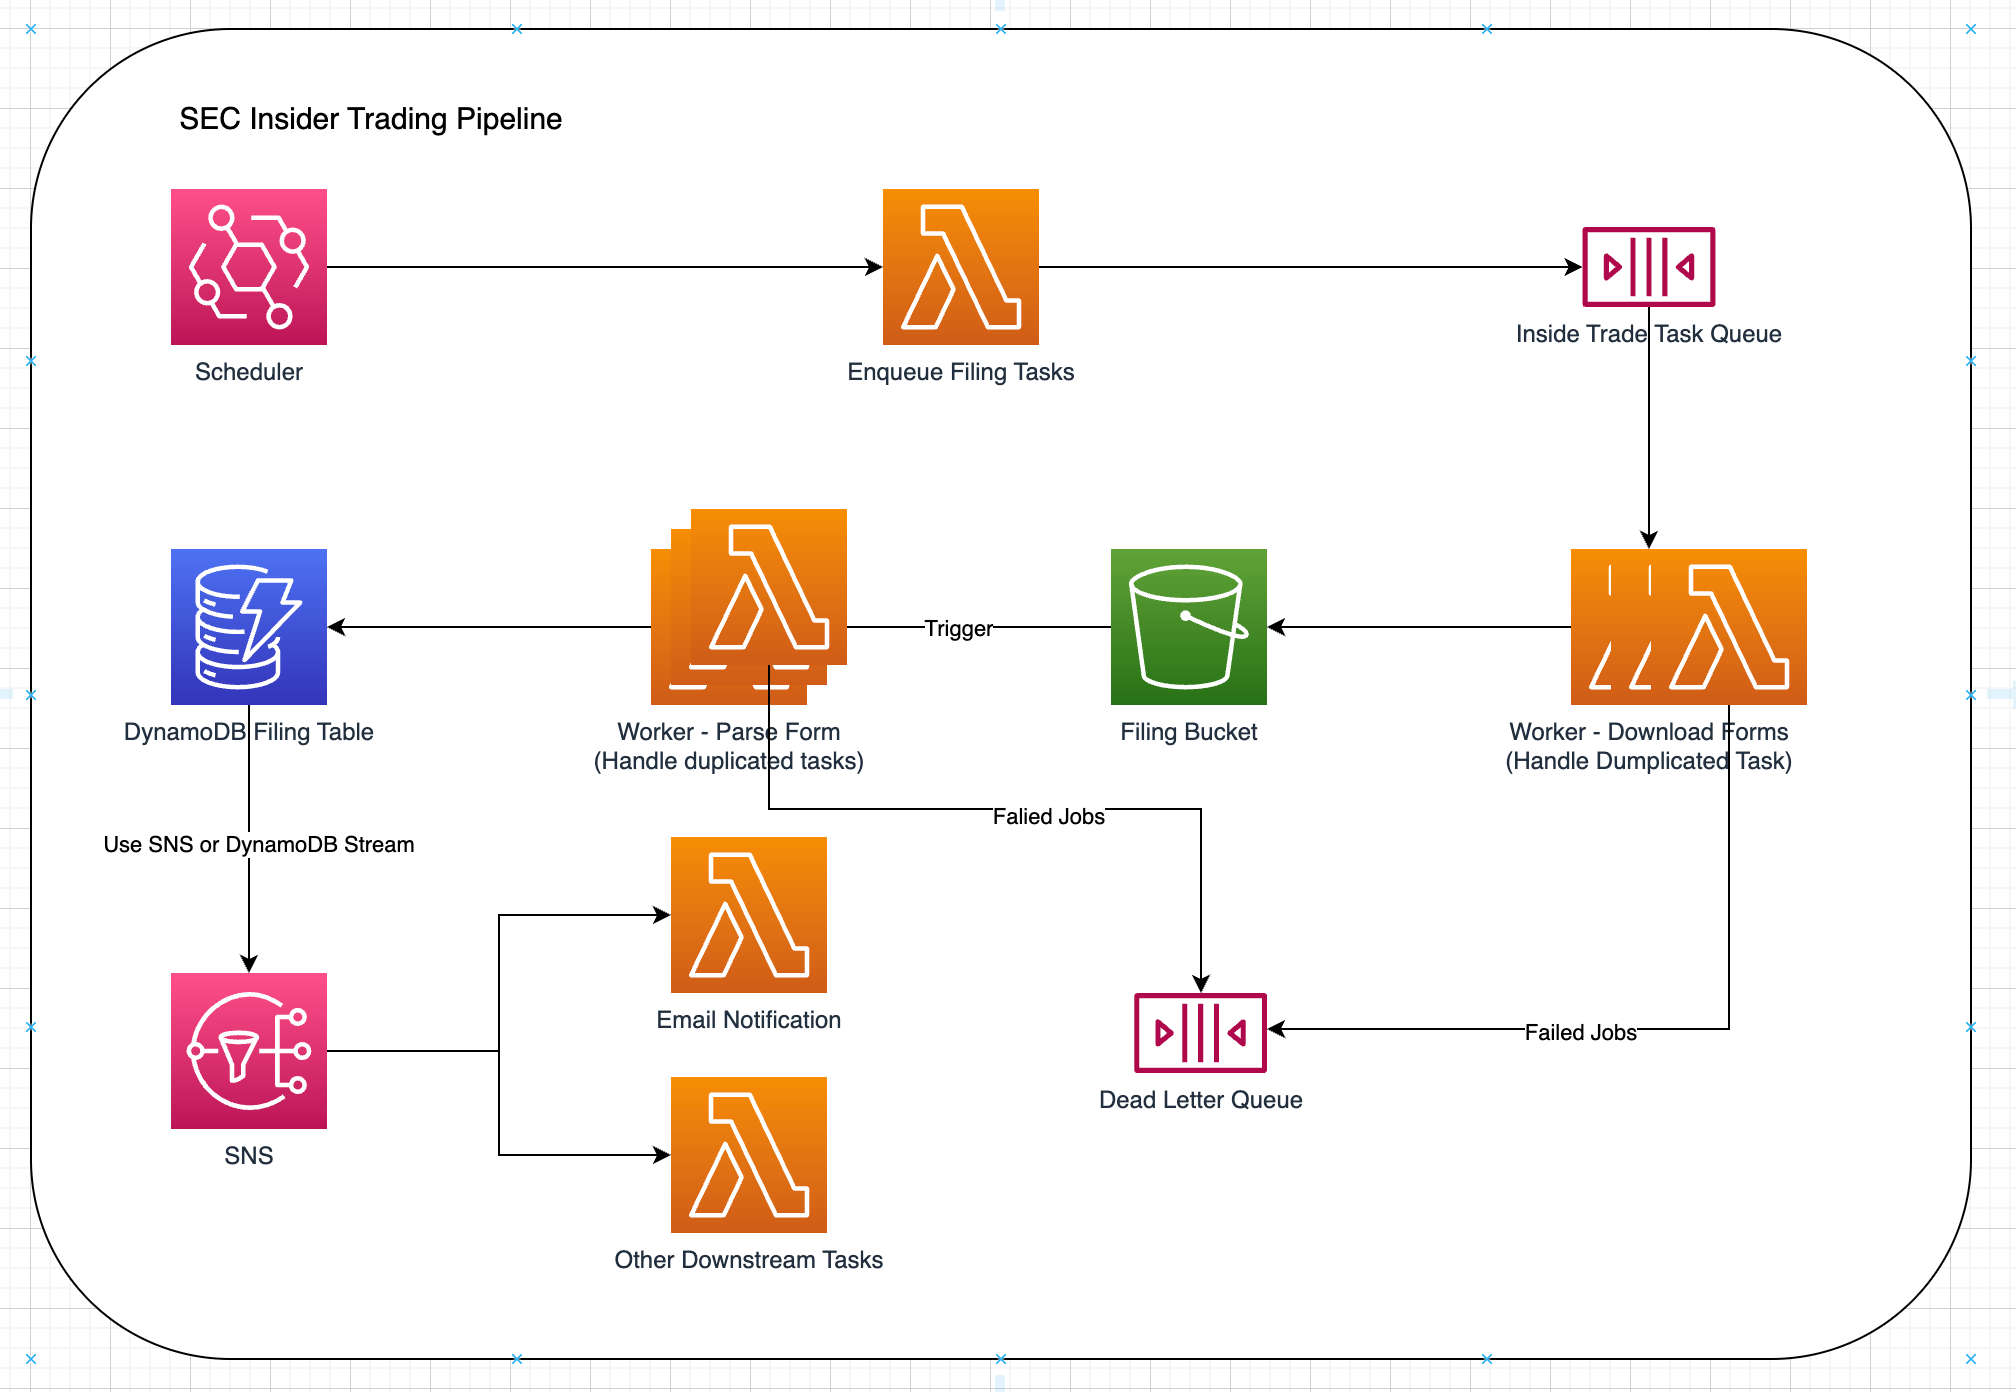 SEC Insider Trading Pipeline
Scheduler
Enqueue Filing Tasks
Inside Trade Task Queue
DynamoDB Filing Table
Worker - Parse Form
(Handle duplicated tasks)
Trigger
Filing Bucket
Worker - Download Forms
(Handle Dumplicated Task)
Falied Jobs
Use SNS or DynamoDB Stream
Email Notification
Failed Jobs
Dead Letter Queue
SNS
Other Downstream Tasks